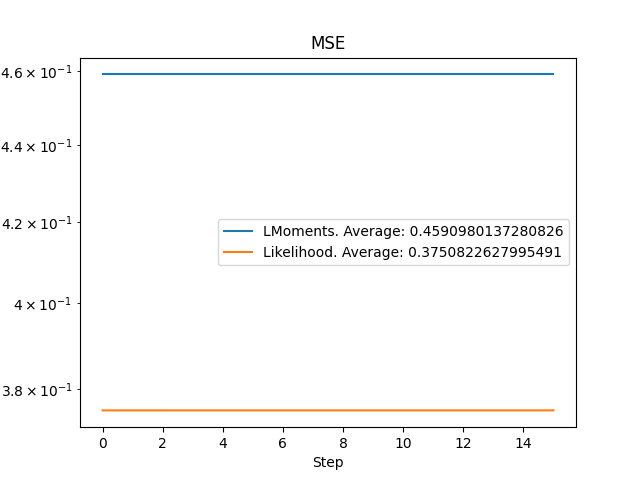 MSE
4.6 × 10⁻¹
4.4 × 10⁻¹
4.2 × 10⁻¹
4 × 10⁻¹
3.8 × 10⁻¹
LMoments. Average: 0.4590980137280826
Likelihood. Average: 0.3750822627995491
0 2 4 6 8 10 12 14
Step